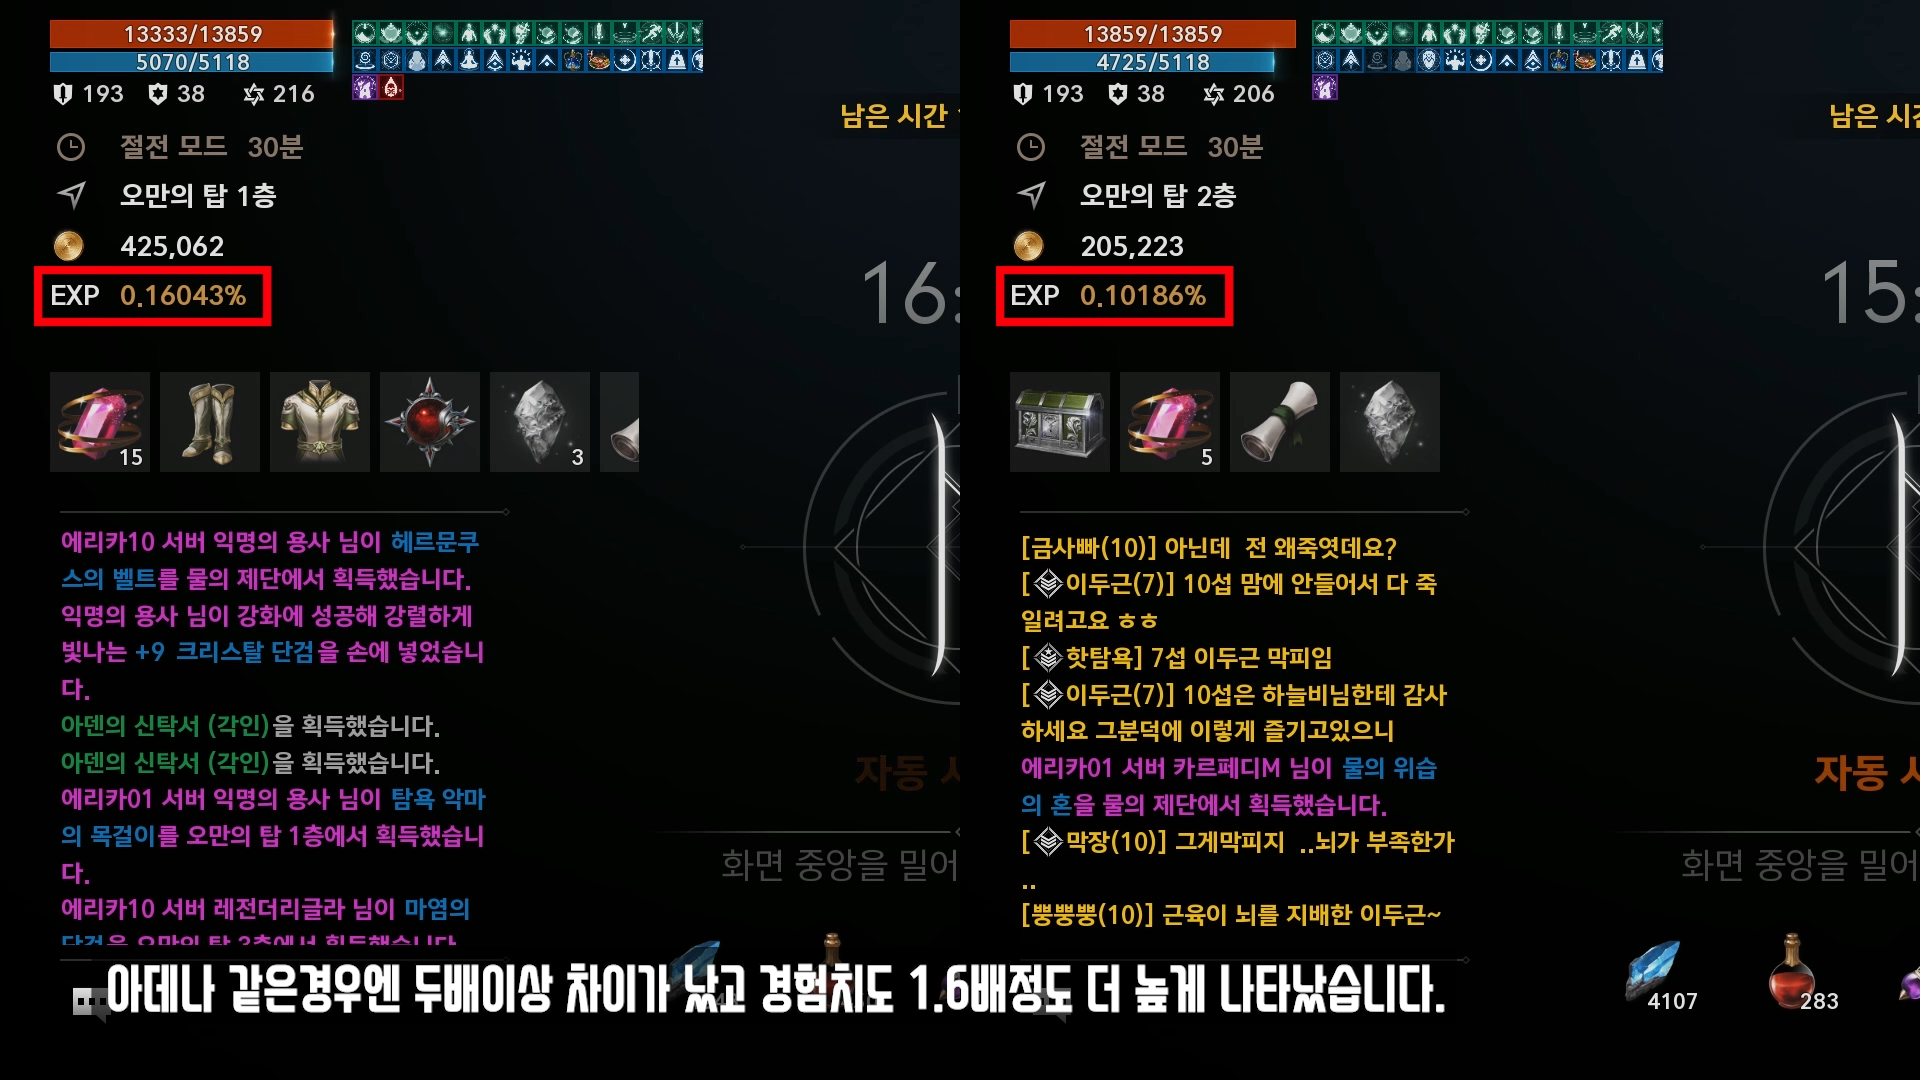 13333/13859
5070/5118
193 38 216
절전 모드 30분
오만의 탑 1층
425,062
EXP 0.16043%
남은 시간
16:
15
3
에리카10 서버 익명의 용사 님이 헤르문쿠
스의 벨트를 물의 제단에서 획득했습니다.
익명의 용사 님이 강화에 성공해 강렬하게
빛나는 +9 크리스탈 단검을 손에 넣었습니
다.
아덴의 신탁서 (각인)을 획득했습니다.
아덴의 신탁서 (각인)을 획득했습니다.
에리카01 서버 익명의 용사 님이 탐욕 악마
의 목걸이를 오만의 탑 1층에서 획득했습니
다.
에리카10 서버 레전더리글라 님이 마염의
단검을 오만의 탑 3층에서 획득했습니다
자동
화면 중앙을 밀어
13859/13859
4725/5118
193 38 206
절전 모드 30분
오만의 탑 2층
205,223
EXP 0.10186%
남은 시간
15:
5
[금사빠(10)] 아닌데 전 왜죽엿데요?
[이두근(7)] 10섭 맘에 안들어서 다 죽
일려고요 ㅎㅎ
[핫탐욕] 7섭 이두근 막피임
[이두근(7)] 10섭은 하늘비님한테 감사
하세요 그분덕에 이렇게 즐기고있으니
에리카01 서버 카르페디M 님이 물의 위습
의 혼을 물의 제단에서 획득했습니다.
[막장(10)] 그게막피지 ..뇌가 부족한가
..
[뿡뿡뿡(10)] 근육이 뇌를 지배한 이두근~
자동
화면 중앙을 밀어
4107
283
아데나 같은경우엔 두배이상 차이가 났고 경험치도 1.6배정도 더 높게 나타났습니다.